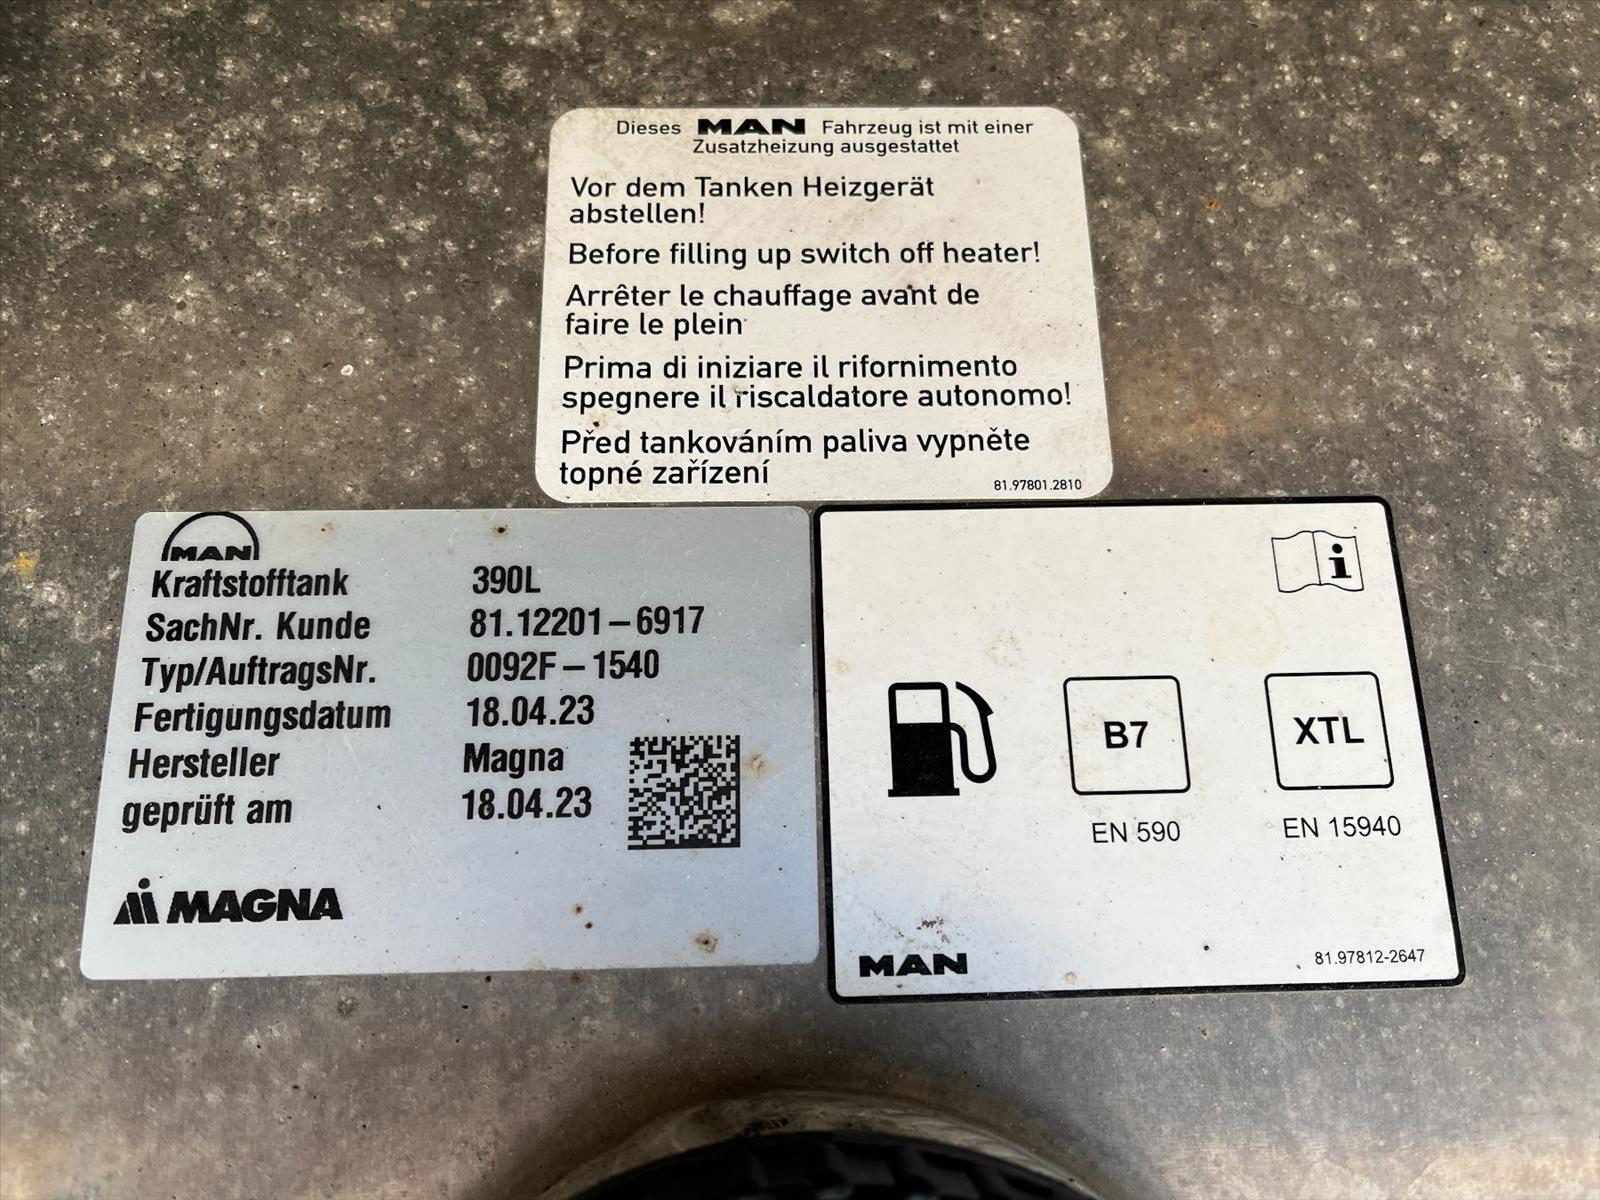 Dieses MAN Fahrzeug ist mit einer
Zusatzheizung ausgestattet
Vor dem Tanken Heizgerät
abstellen!
Before filling up switch off heater!
Arrêter le chauffage avant de
faire le plein
Prima di iniziare il rifornimento
spegnere il riscaldatore autonomo!
Před tankováním paliva vypněte
topné zařízení
81.97801.2810
MAN
Kraftstofftank 390L
SachNr. Kunde 81.12201-6917
Typ/AuftragsNr. 0092F-1540
Fertigungsdatum 18.04.23
Hersteller Magna
geprüft am 18.04.23
MAGNA
i
B7 XTL
EN 590 EN 15940
MAN 81.97812-2647